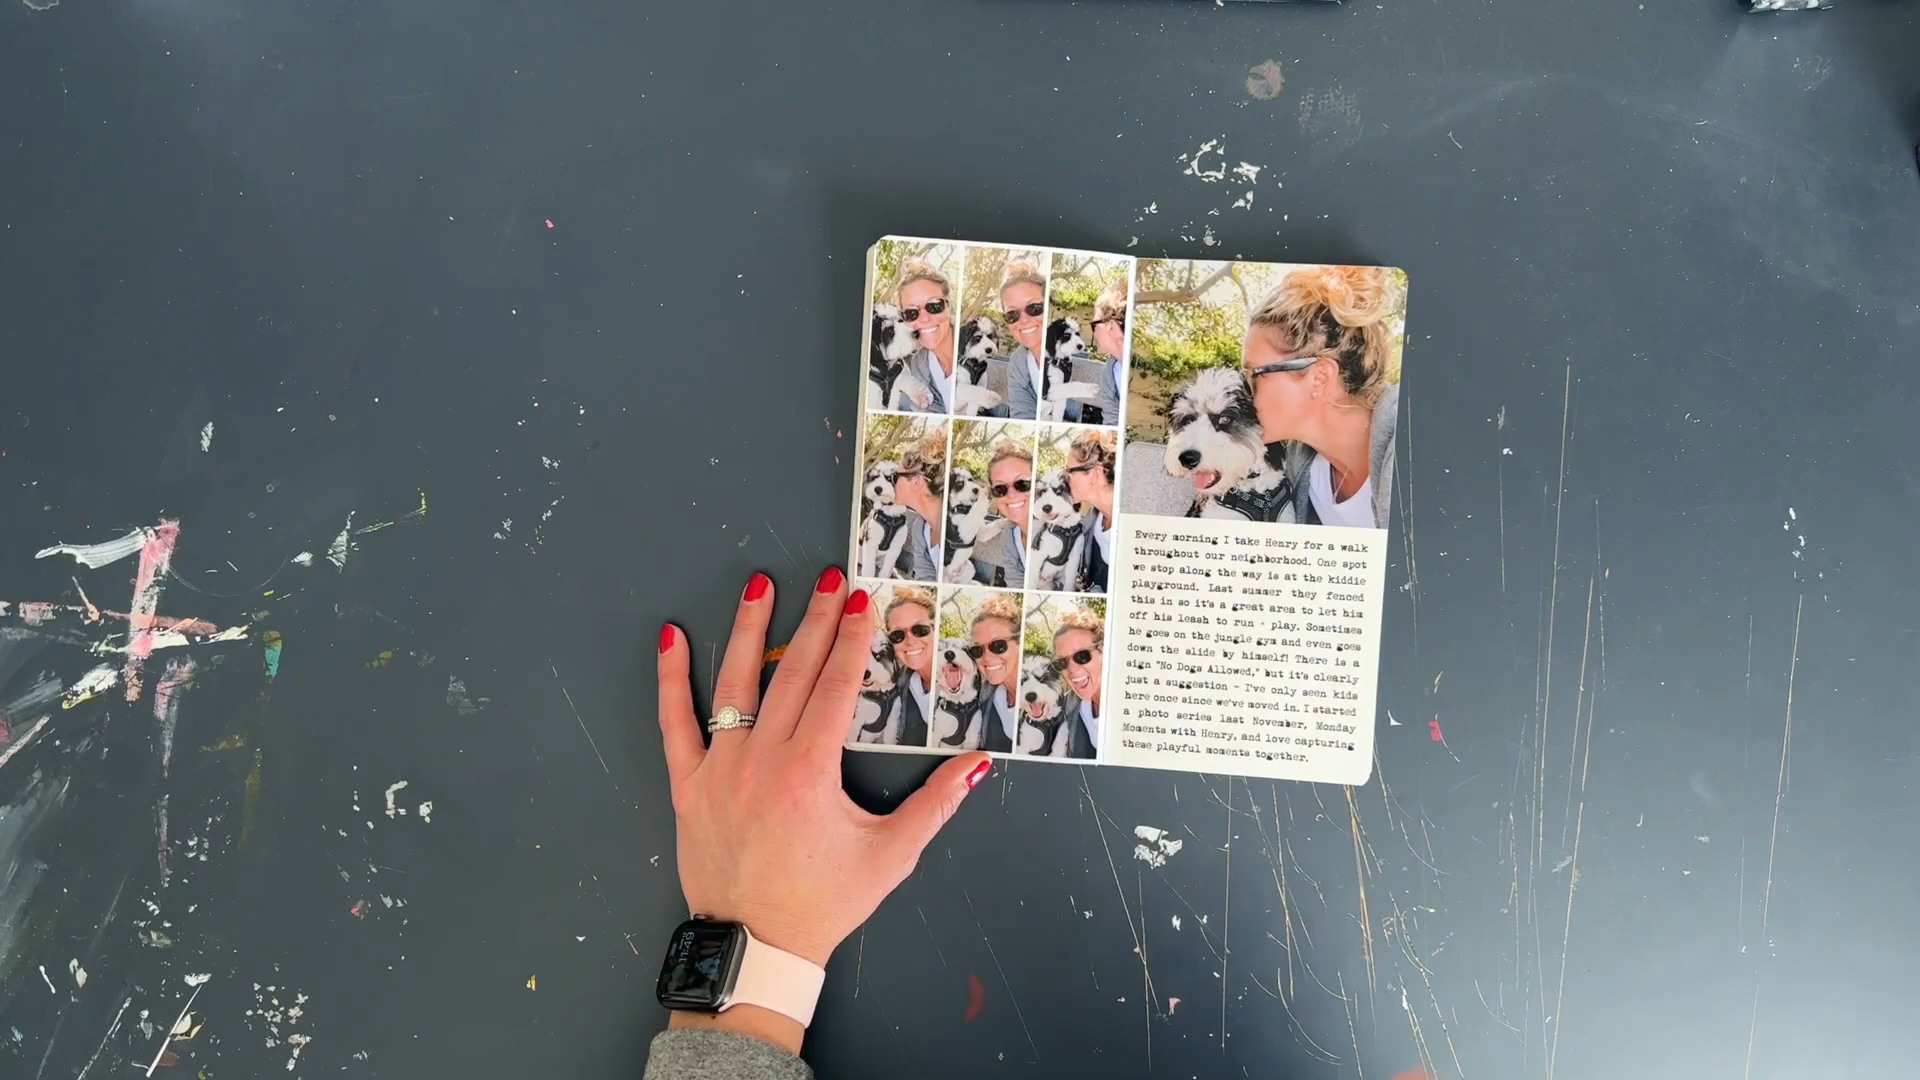 Every morning I take Henry for a walk
throughout our neighborhood. One spot
we stop along the way is at the kiddie
playground. Last summer they fenced
this in so it's a great area to let him
off his leash to run + play. Sometimes
he goes on the jungle gym and even goes
down the slide by himself! There is a
sign "No Dogs Allowed," but it's clearly
just a suggestion - I've only seen kids
here once since we've moved in. I started
a photo series last November, Monday
Moments with Henry, and love capturing
these playful moments together.
11:49